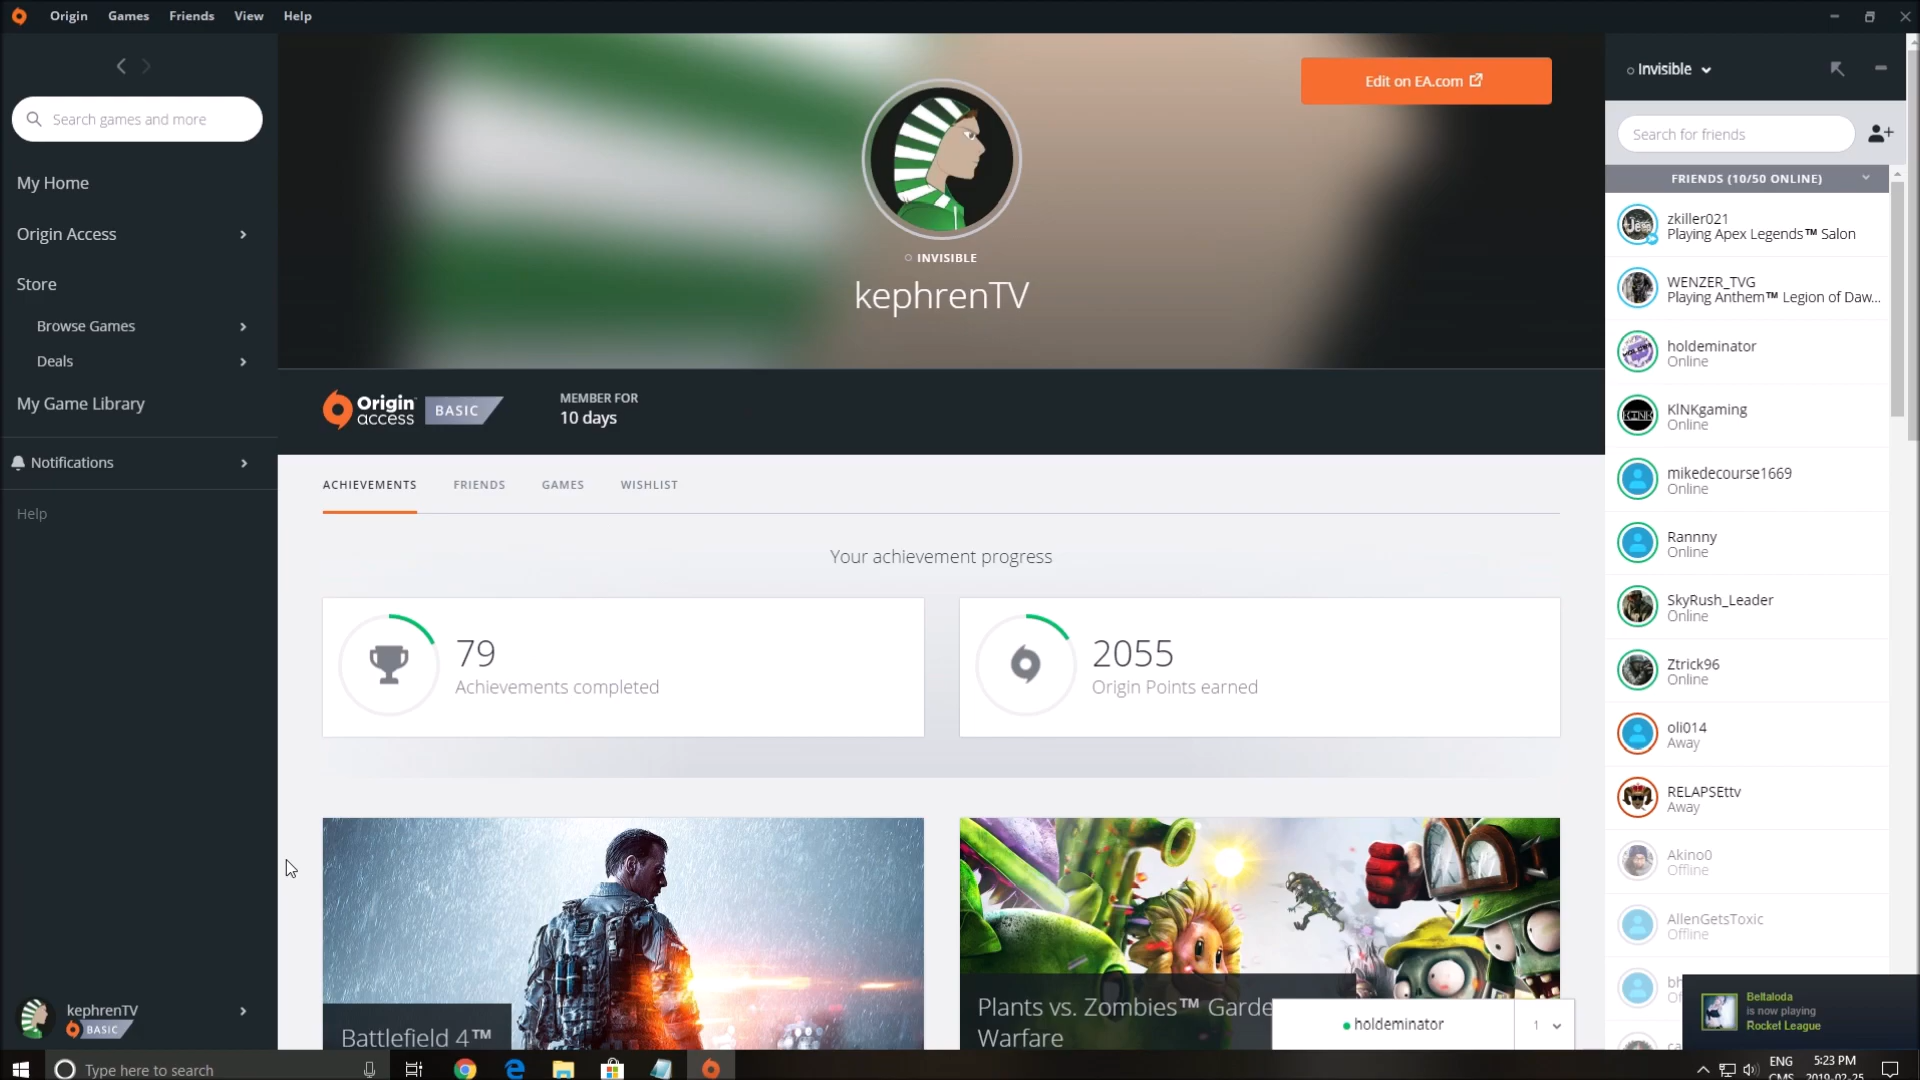 Origin Games Friends View Help
Search games and more
My Home
Origin Access
Store
Browse Games
Deals
My Game Library
Notifications
Help
kephrenTV
BASIC
Edit on EA.com
INVISIBLE
kephrenTV
Origin access BASIC
MEMBER FOR
10 days
ACHIEVEMENTS FRIENDS GAMES WISHLIST
Your achievement progress
79
Achievements completed
2055
Origin Points earned
Battlefield 4™
Plants vs. Zombies™ Garde
Warfare
holdeminator 1
Invisible
Search for friends
FRIENDS (10/50 ONLINE)
zkiller021
Playing Apex Legends™ Salon
WENZER_TVG
Playing Anthem™ Legion of Daw...
holdeminator
Online
KINKgaming
Online
mikedecourse1669
Online
Rannny
Online
SkyRush_Leader
Online
Ztrick96
Online
oli014
Away
RELAPSEttv
Away
Akino0
Offline
AllenGetsToxic
Offline
Beltaloda
is now playing
Rocket League
Type here to search
ENG
CMS
5:23 PM
2019-02-25